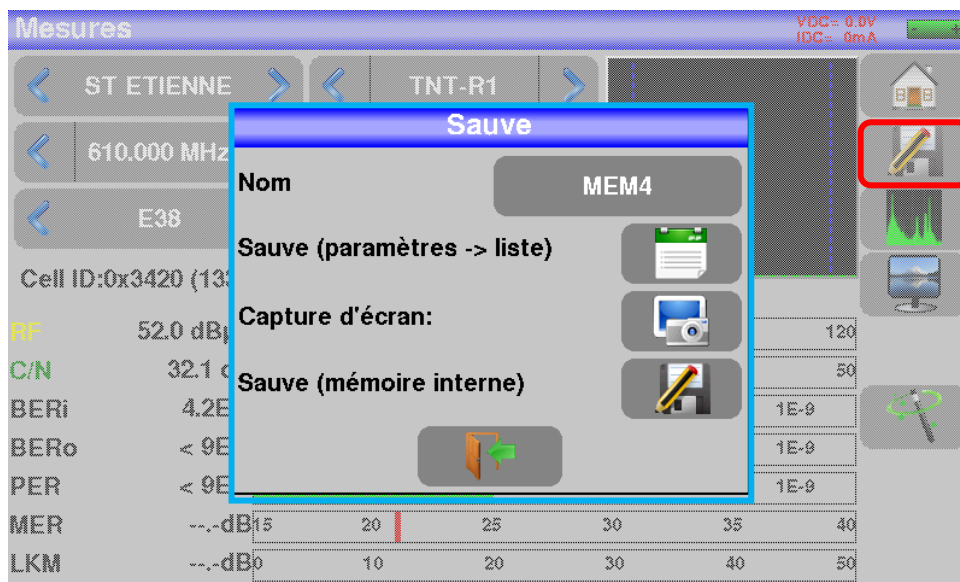 Mesures
VDC= 0.0V
IDC= 0mA
ST ETIENNE
TNT-R1
610.000 MHz
E38
Cell ID:0x3420 (13
Sauve
Nom
MEM4
Sauve (paramètres -> liste)
Capture d'écran:
Sauve (mémoire interne)
RF 52.0 dBµ 120
C/N 32.1 50
BERi 4.2E 1E-9
BERo < 9E 1E-9
PER < 9E 1E-9
MER --.-dB 15 20 25 30 35 40
LKM --.-dB 0 10 20 30 40 50